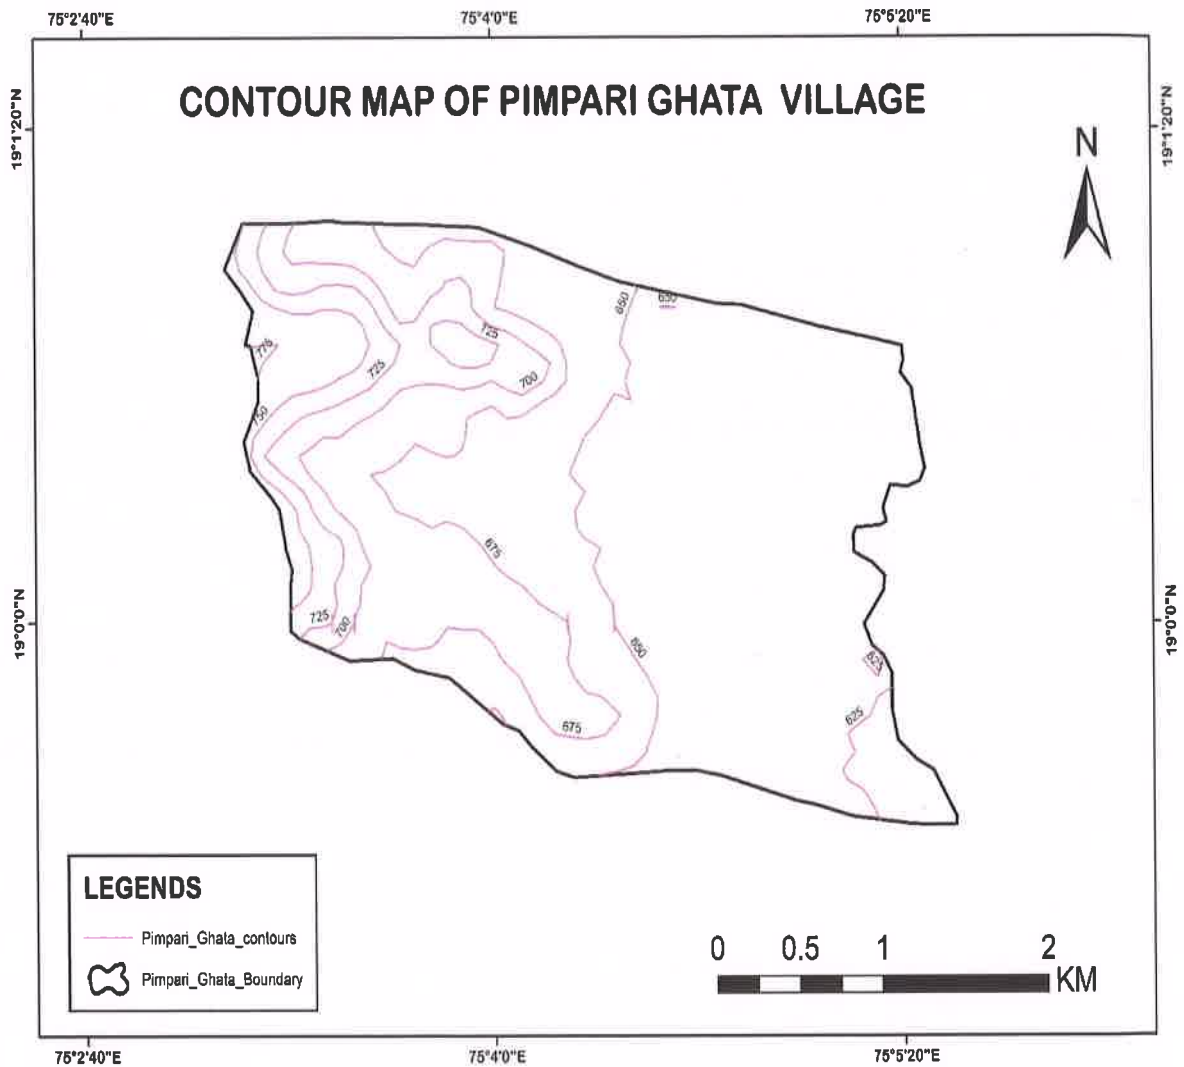 75°2'40"E 75°4'0"E 75°5'20"E
CONTOUR MAP OF PIMPARI GHATA VILLAGE
19°1'20"N
19°1'20"N
N
650
650
725
775
725
700
750
675
19°0'0"N
19°0'0"N
725
700
650
625
625
675
LEGENDS
Pimpari_Ghata_contours
Pimpari_Ghata_Boundary
0 0.5 1 2
KM
75°2'40"E 75°4'0"E 75°5'20"E